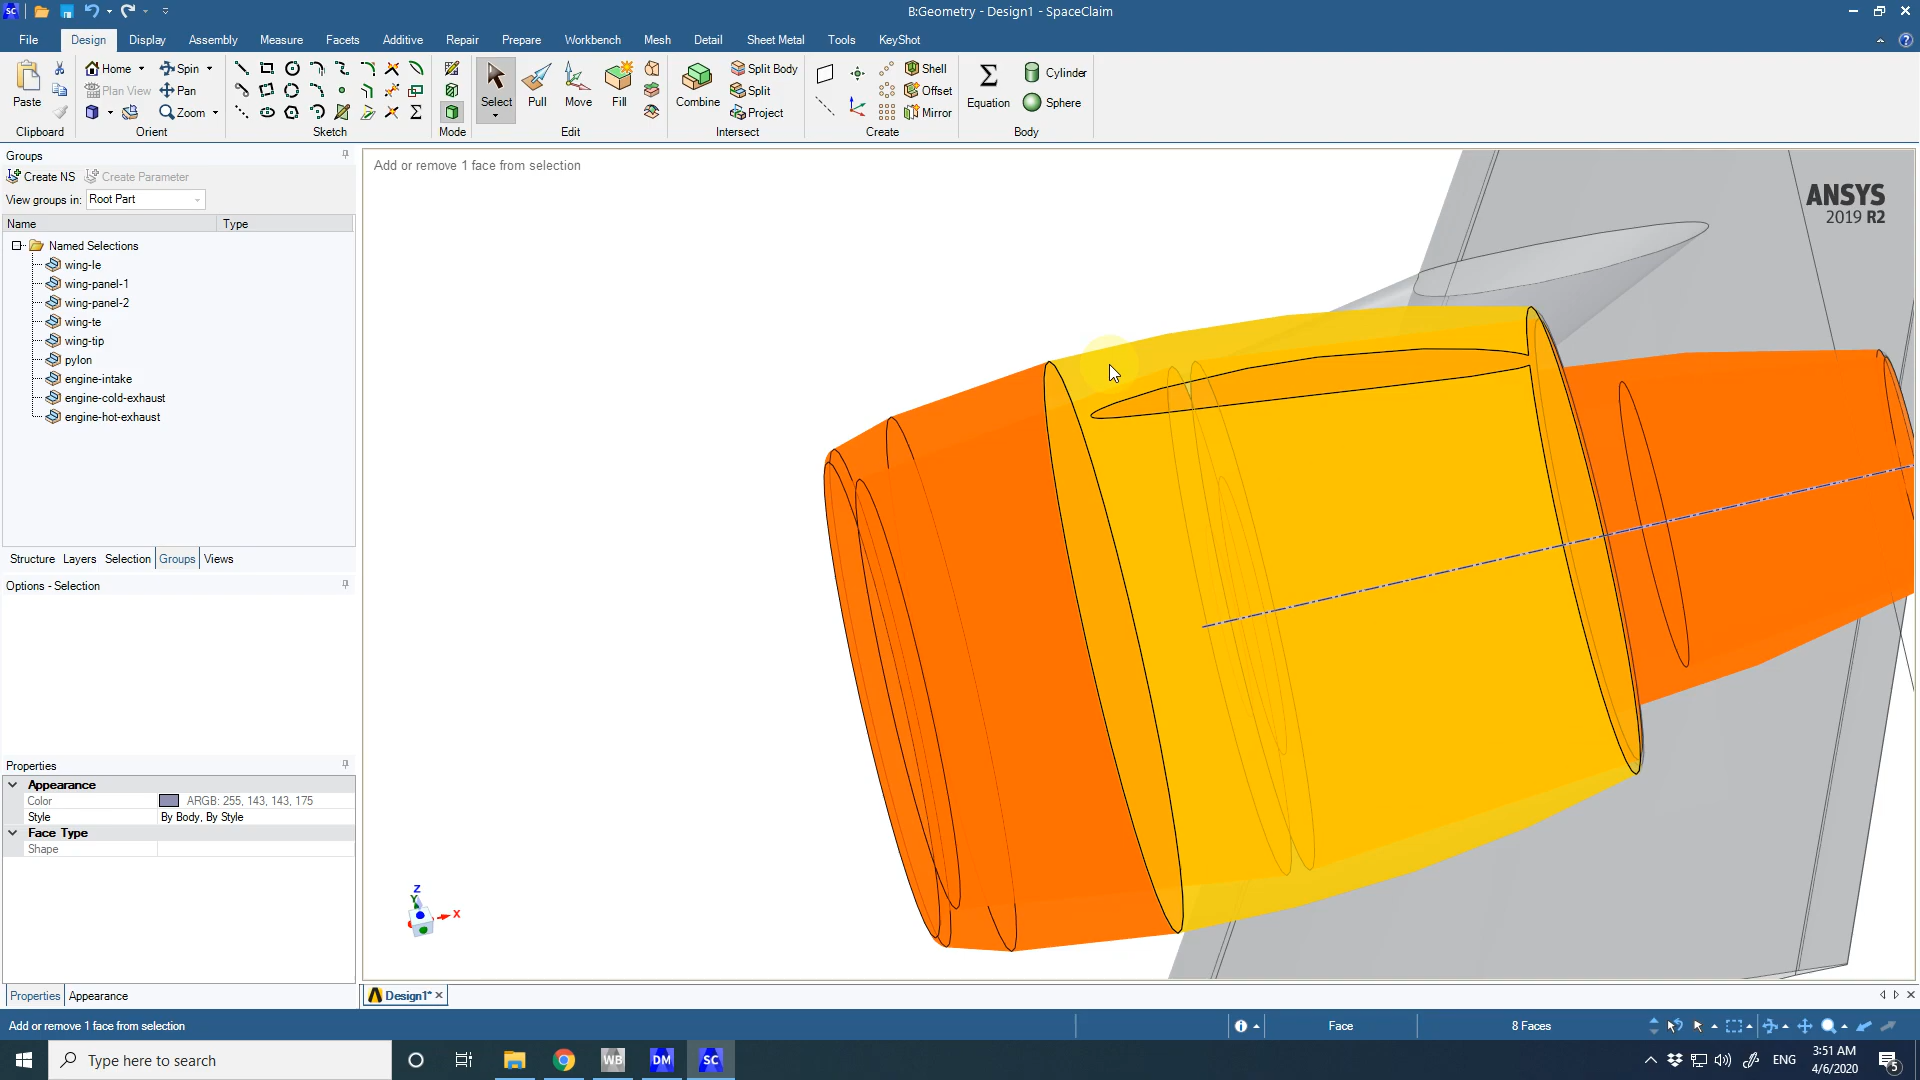 B:Geometry - Design1 - SpaceClaim
File Design Display Assembly Measure Facets Additive Repair Prepare Workbench Mesh Detail Sheet Metal Tools KeyShot
Home Spin Split Body Shell Cylinder
Plan View Pan Split Offset
Paste Zoom Select Pull Move Fill Combine Project Mirror Equation Sphere
Clipboard Orient Sketch Mode Edit Intersect Create Body
Groups
Create NS Create Parameter
View groups in: Root Part
Name Type
Named Selections
wing-le
wing-panel-1
wing-panel-2
wing-te
wing-tip
pylon
engine-intake
engine-cold-exhaust
engine-hot-exhaust
Structure Layers Selection Groups Views
Options - Selection
Properties
Appearance
Color ARGB: 255, 143, 143, 175
Style By Body, By Style
Face Type
Shape
Properties Appearance
Add or remove 1 face from selection
ANSYS
2019 R2
Z
Y
X
Design1*
Add or remove 1 face from selection Face 8 Faces
Type here to search
WB DM SC
ENG
3:51 AM
4/6/2020
5